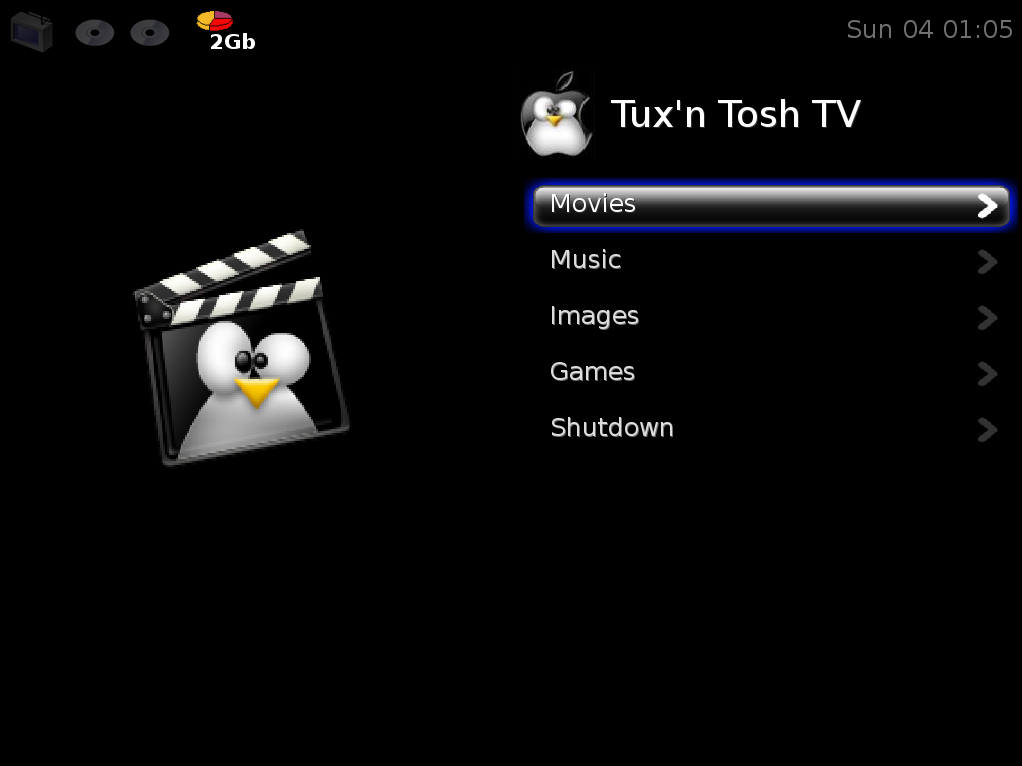 2Gb
Sun 04 01:05
Tux'n Tosh TV
Movies
Music
Images
Games
Shutdown